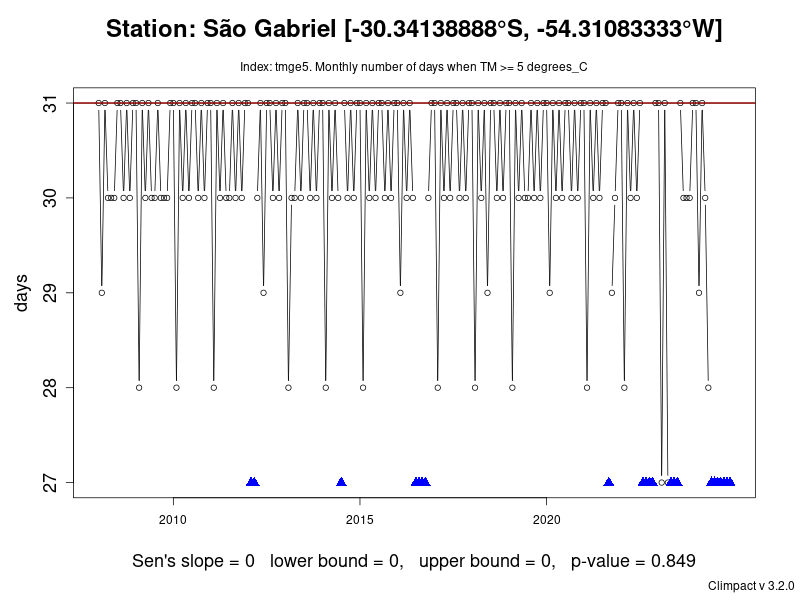 Station: São Gabriel [-30.34138888°S, -54.31083333°W]
Index: tmge5. Monthly number of days when TM >= 5 degrees_C
31
30
29
28
27
days
2010 2015 2020
Sen's slope = 0 lower bound = 0, upper bound = 0, p-value = 0.849
Climpact v 3.2.0